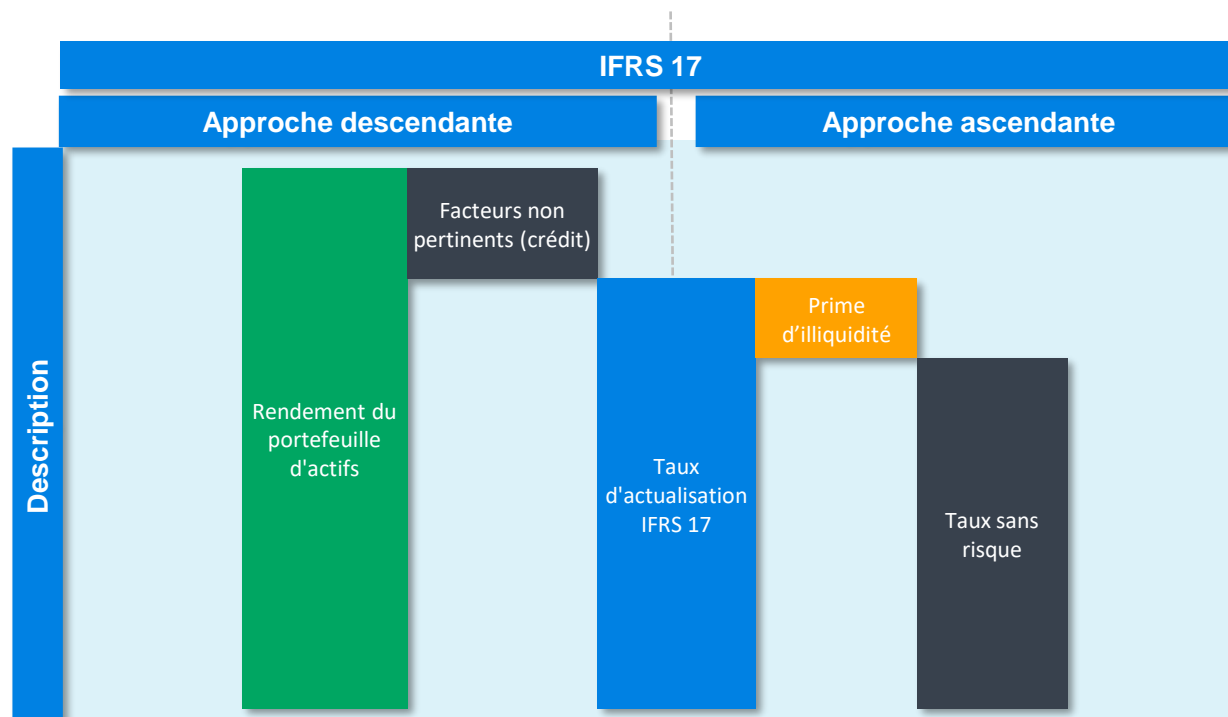 IFRS 17
Approche descendante
Approche ascendante
Description
Facteurs non
pertinents (crédit)
Prime
d’illiquidité
Rendement du
portefeuille
d'actifs
Taux
d'actualisation
IFRS 17
Taux sans
risque